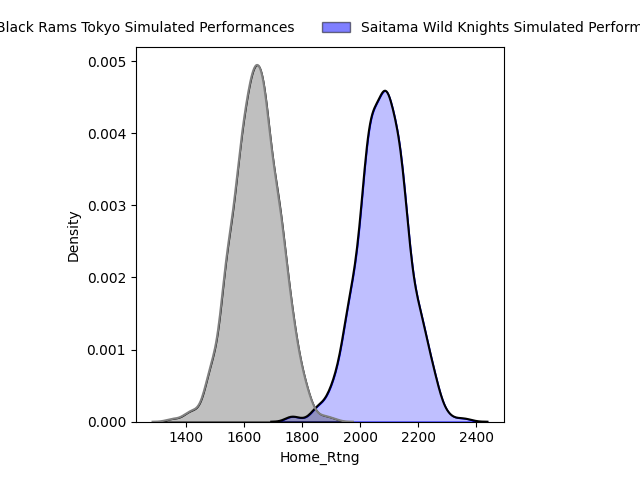 Black Rams Tokyo Simulated Performances
Saitama Wild Knights Simulated
0.005
0.004
0.003
0.002
0.001
0.000
Density
1400 1600 1800 2000 2200 2400
Home_Rtng